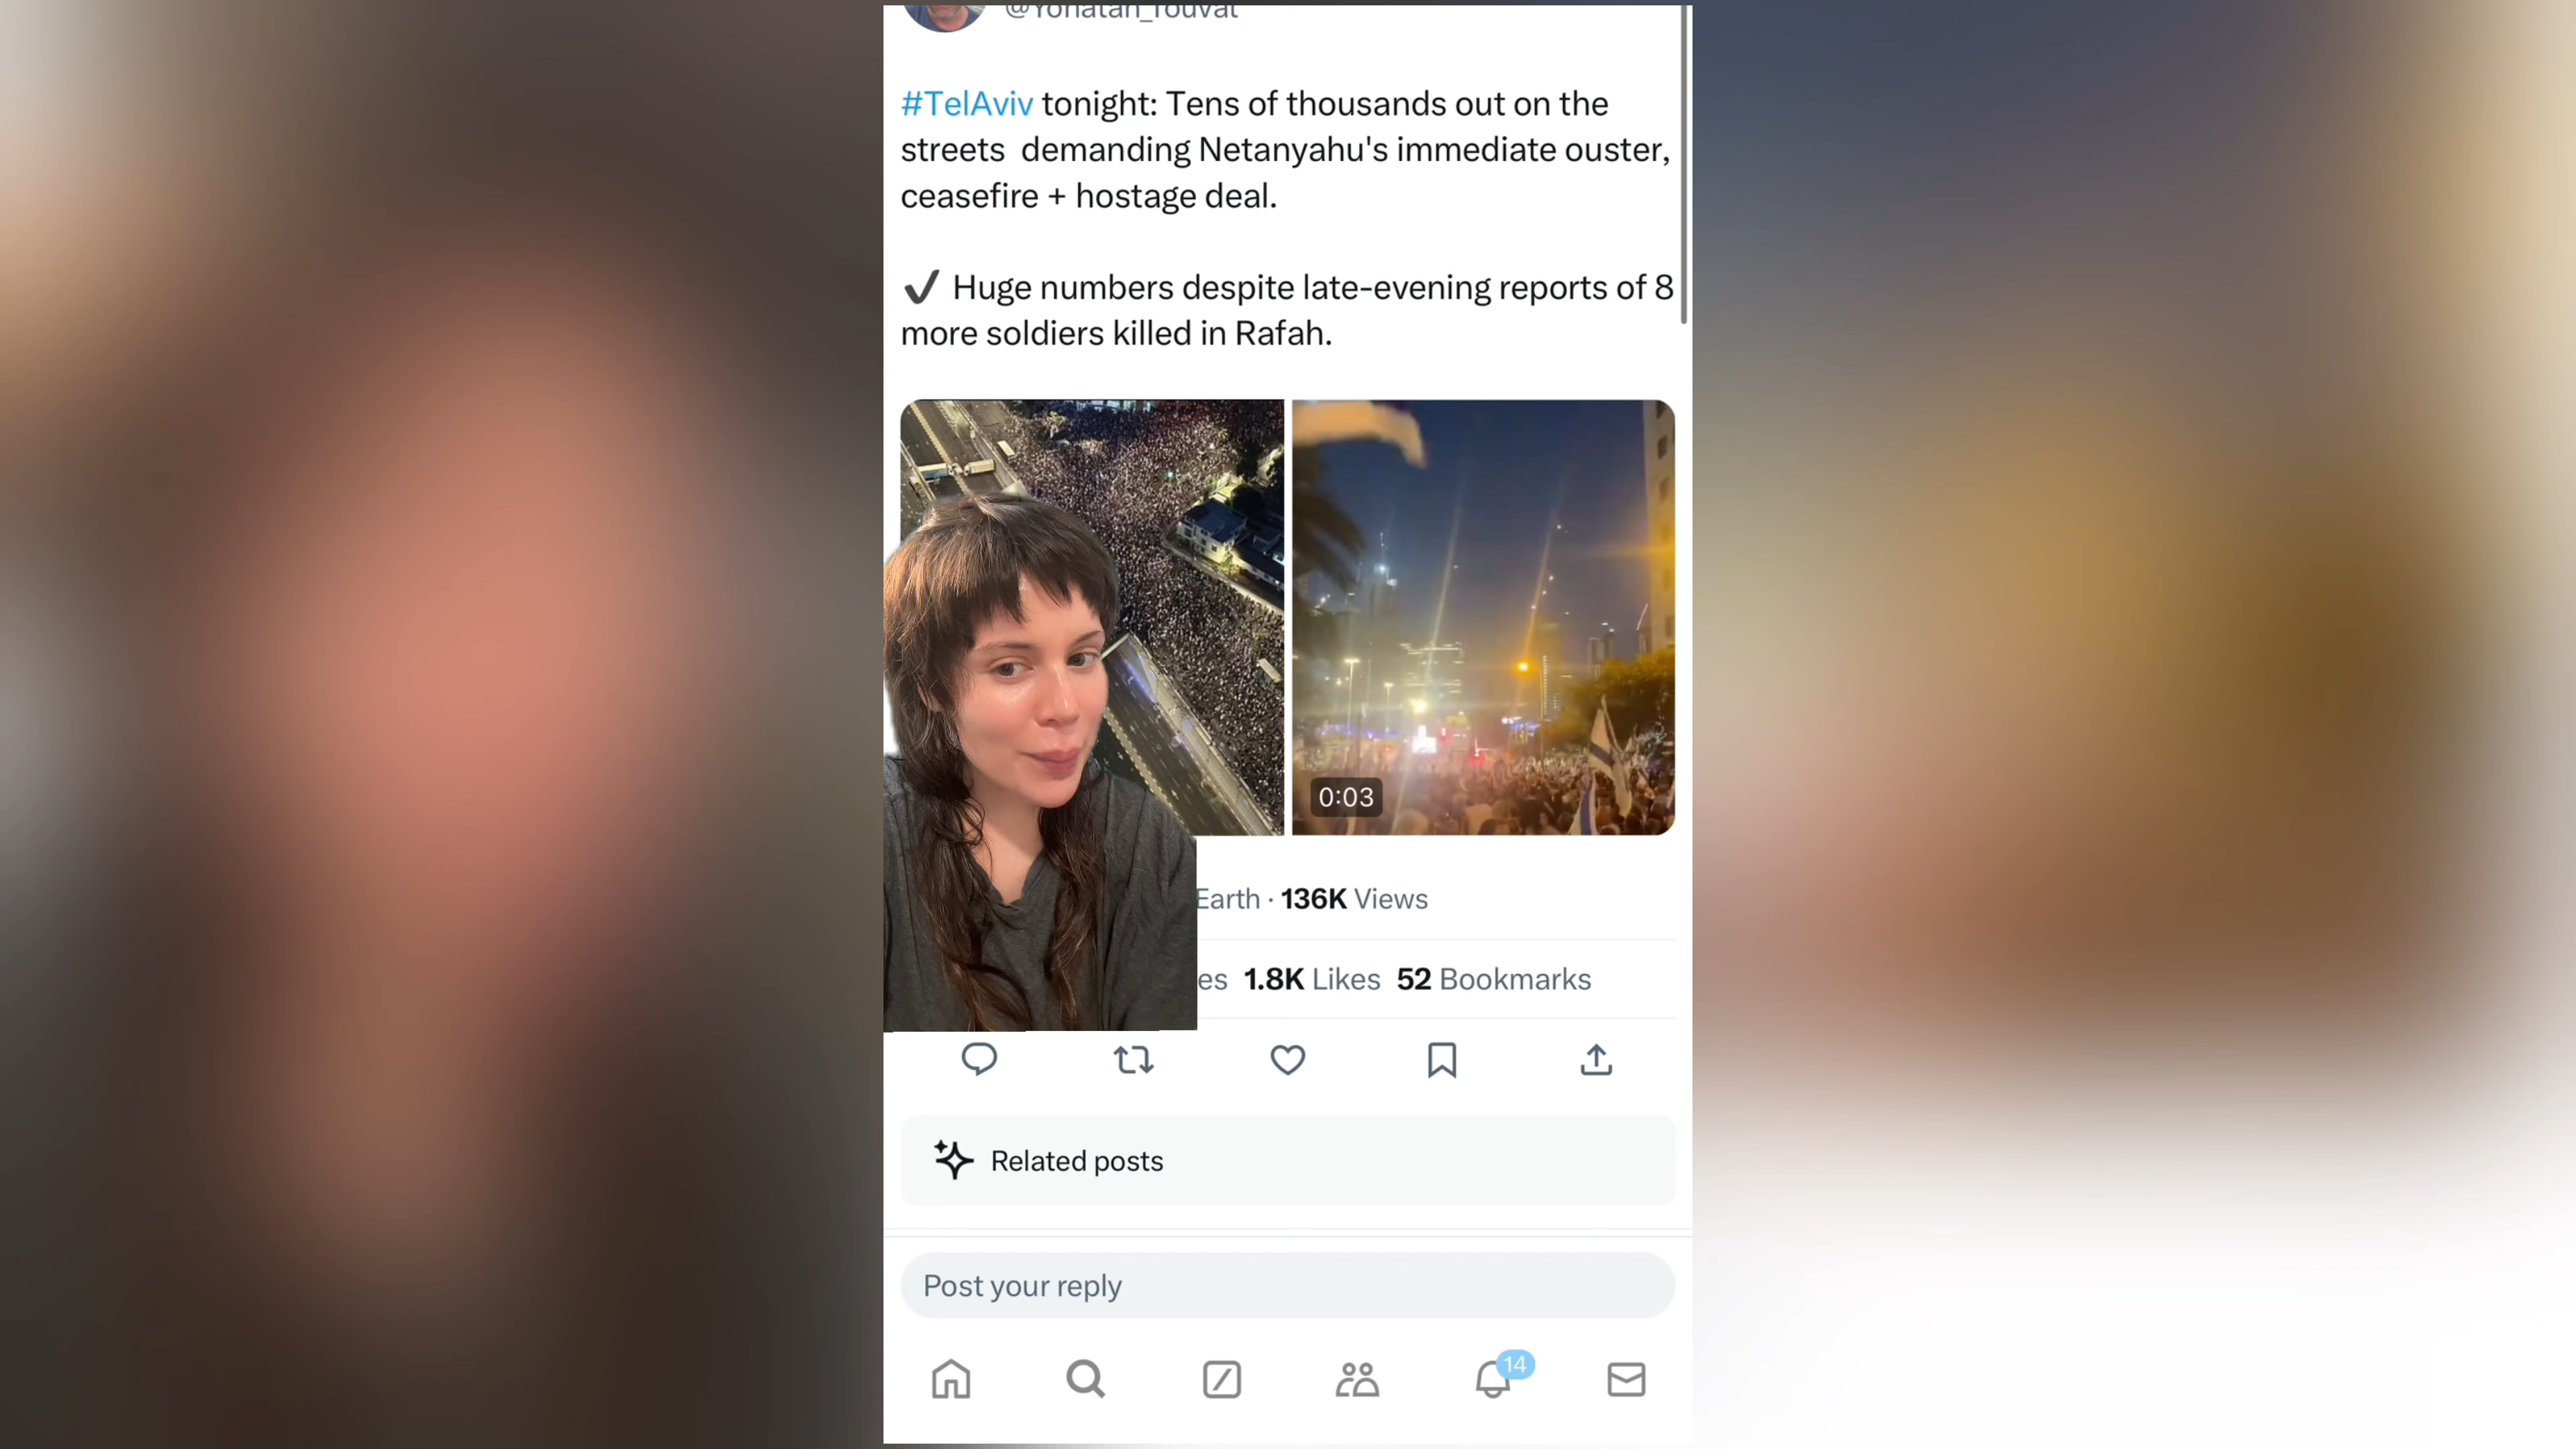 @Yonatan_Touval
#TelAviv tonight: Tens of thousands out on the
streets demanding Netanyahu's immediate ouster,
ceasefire + hostage deal.
✔ Huge numbers despite late-evening reports of 8
more soldiers killed in Rafah.
0:03
Earth · 136K Views
es 1.8K Likes 52 Bookmarks
Related posts
Post your reply
14